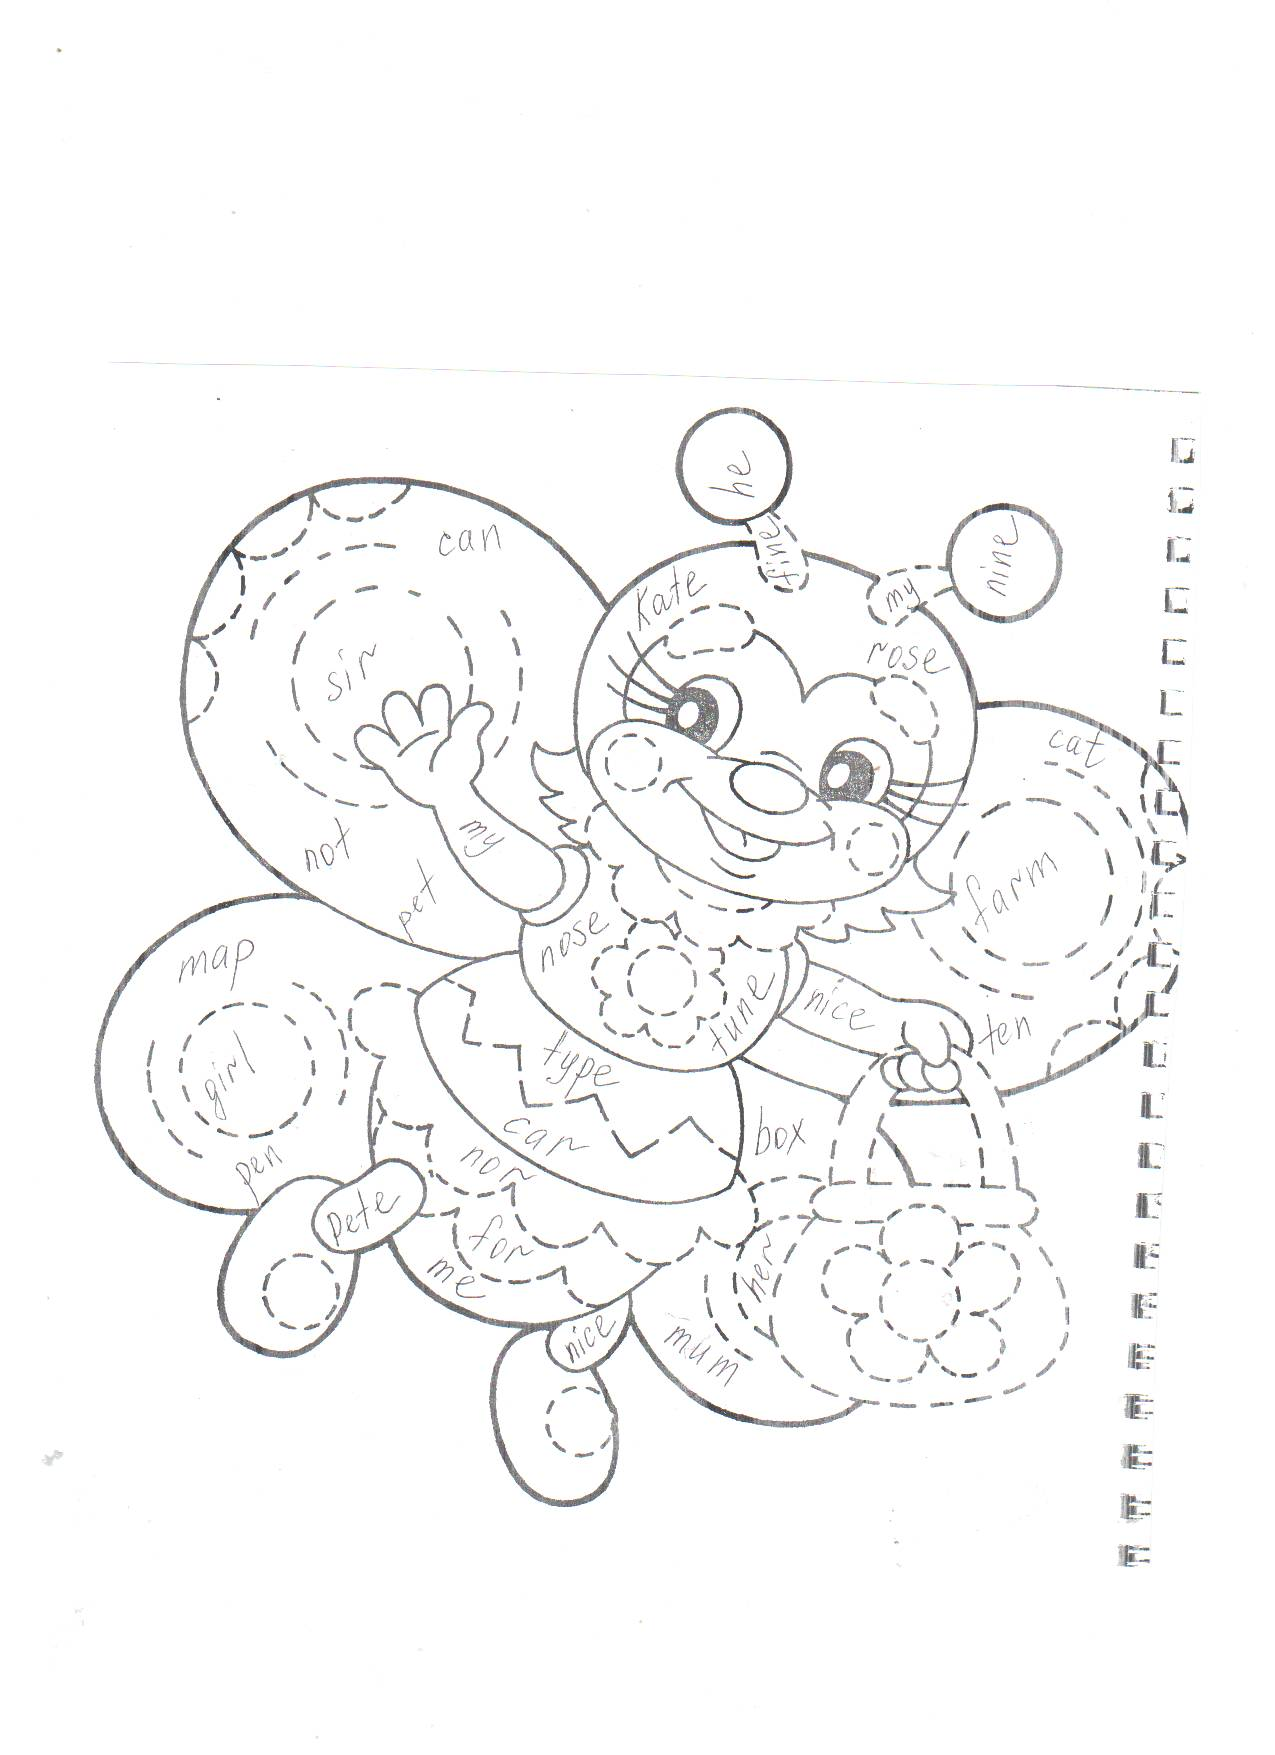 he
fine
nine
my
can
Kate
rose
sir
cat
my
not
farm
pet
nose
map
tune
nice
ten
girl
type
car
box
nor
pen
Pete
for
her
me
nice
mum